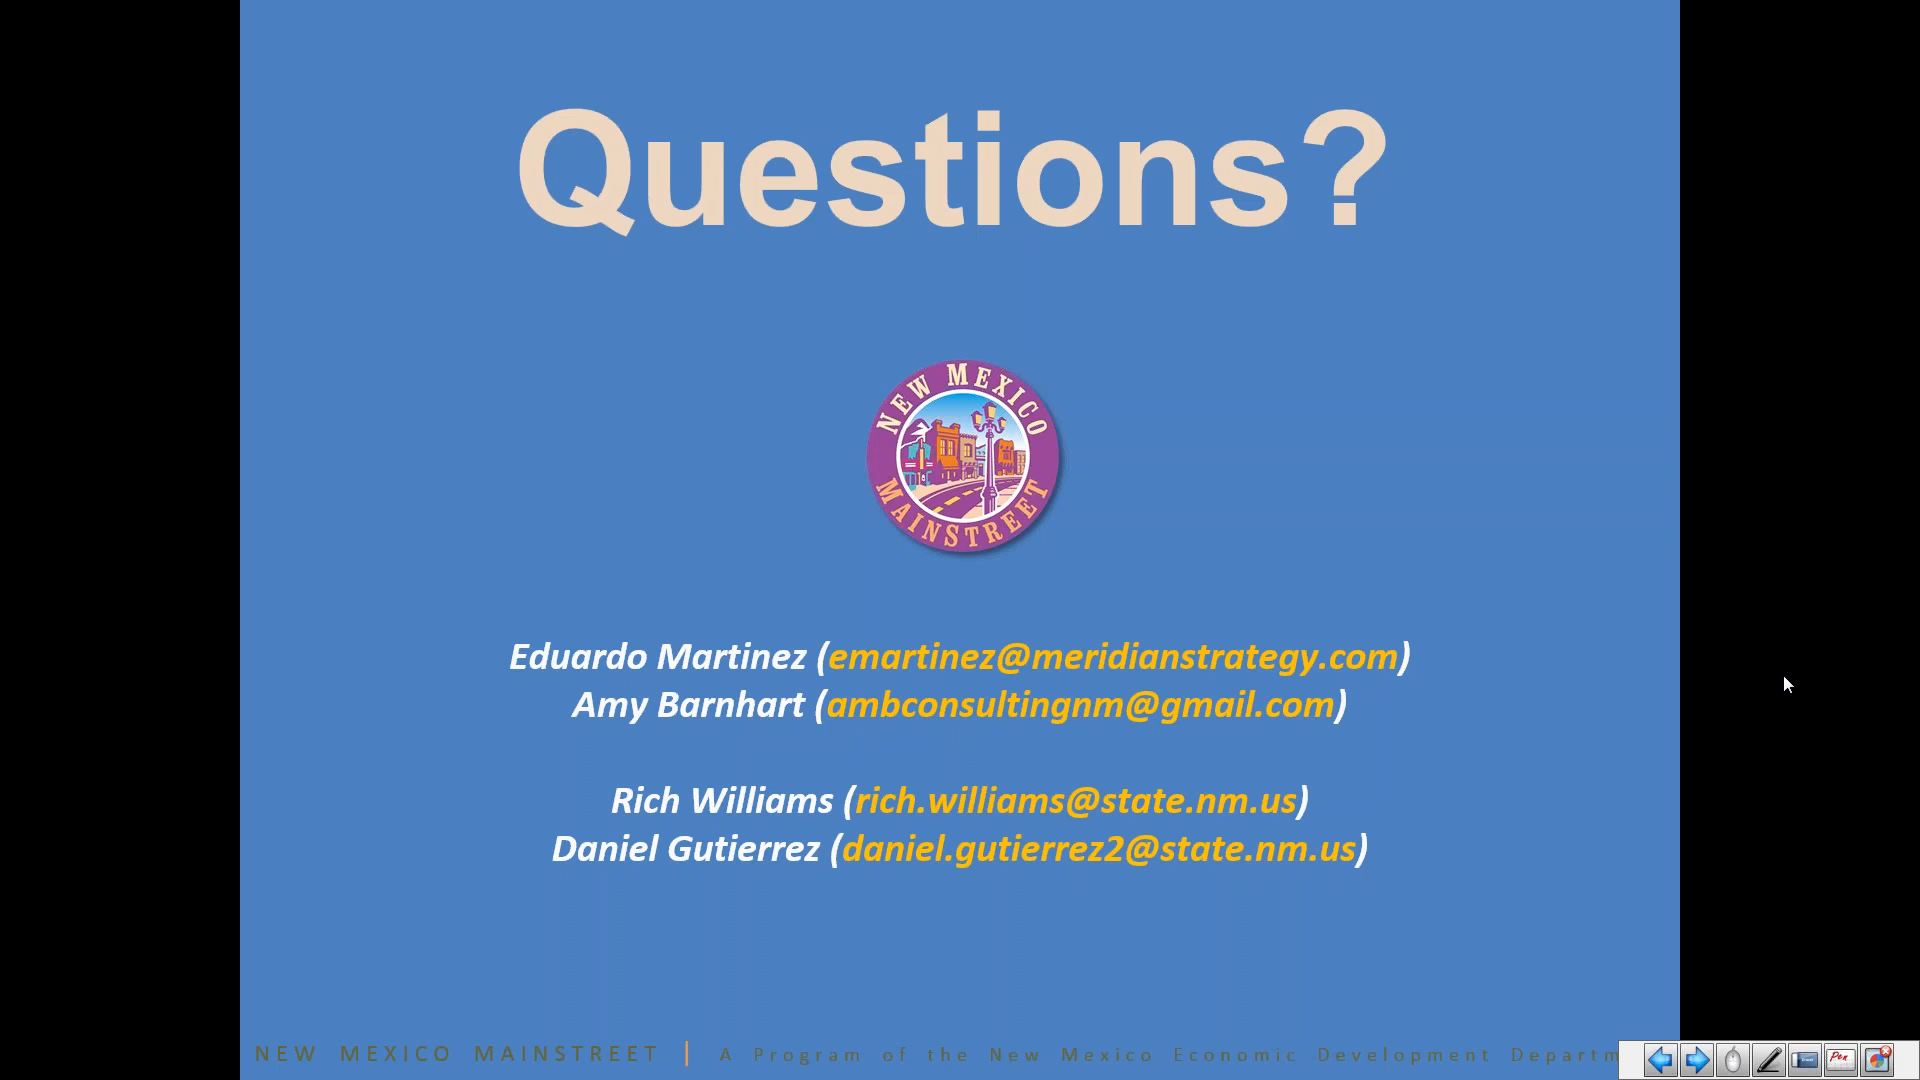 Questions?
NEW MEXICO
MAINSTREET
Eduardo Martinez (emartinez@meridianstrategy.com)
Amy Barnhart (ambconsultingnm@gmail.com)
Rich Williams (rich.williams@state.nm.us)
Daniel Gutierrez (daniel.gutierrez2@state.nm.us)
NEW MEXICO MAINSTREET | A Program of the New Mexico Economic Development Departm
Pen